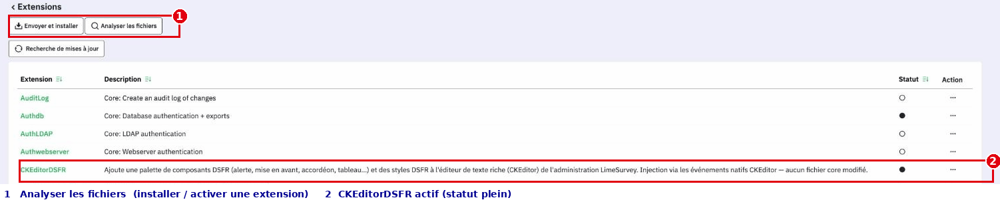 Extensions
1
Envoyer et installer Analyser les fichiers
Recherche de mises à jour
Extension Description Statut Action
AuditLog Core: Create an audit log of changes ...
Authdb Core: Database authentication + exports ...
AuthLDAP Core: LDAP authentication ...
Authwebserver Core: Webserver authentication ...
2
CKEditorDSFR Ajoute une palette de composants DSFR (alerte, mise en avant, accordéon, tableau…) et des styles DSFR à l'éditeur de texte riche (CKEditor) de l'administration LimeSurvey. Injection via les événements natifs CKEditor — aucun fichier core modifié. ...
1 Analyser les fichiers (installer / activer une extension) 2 CKEditorDSFR actif (statut plein)